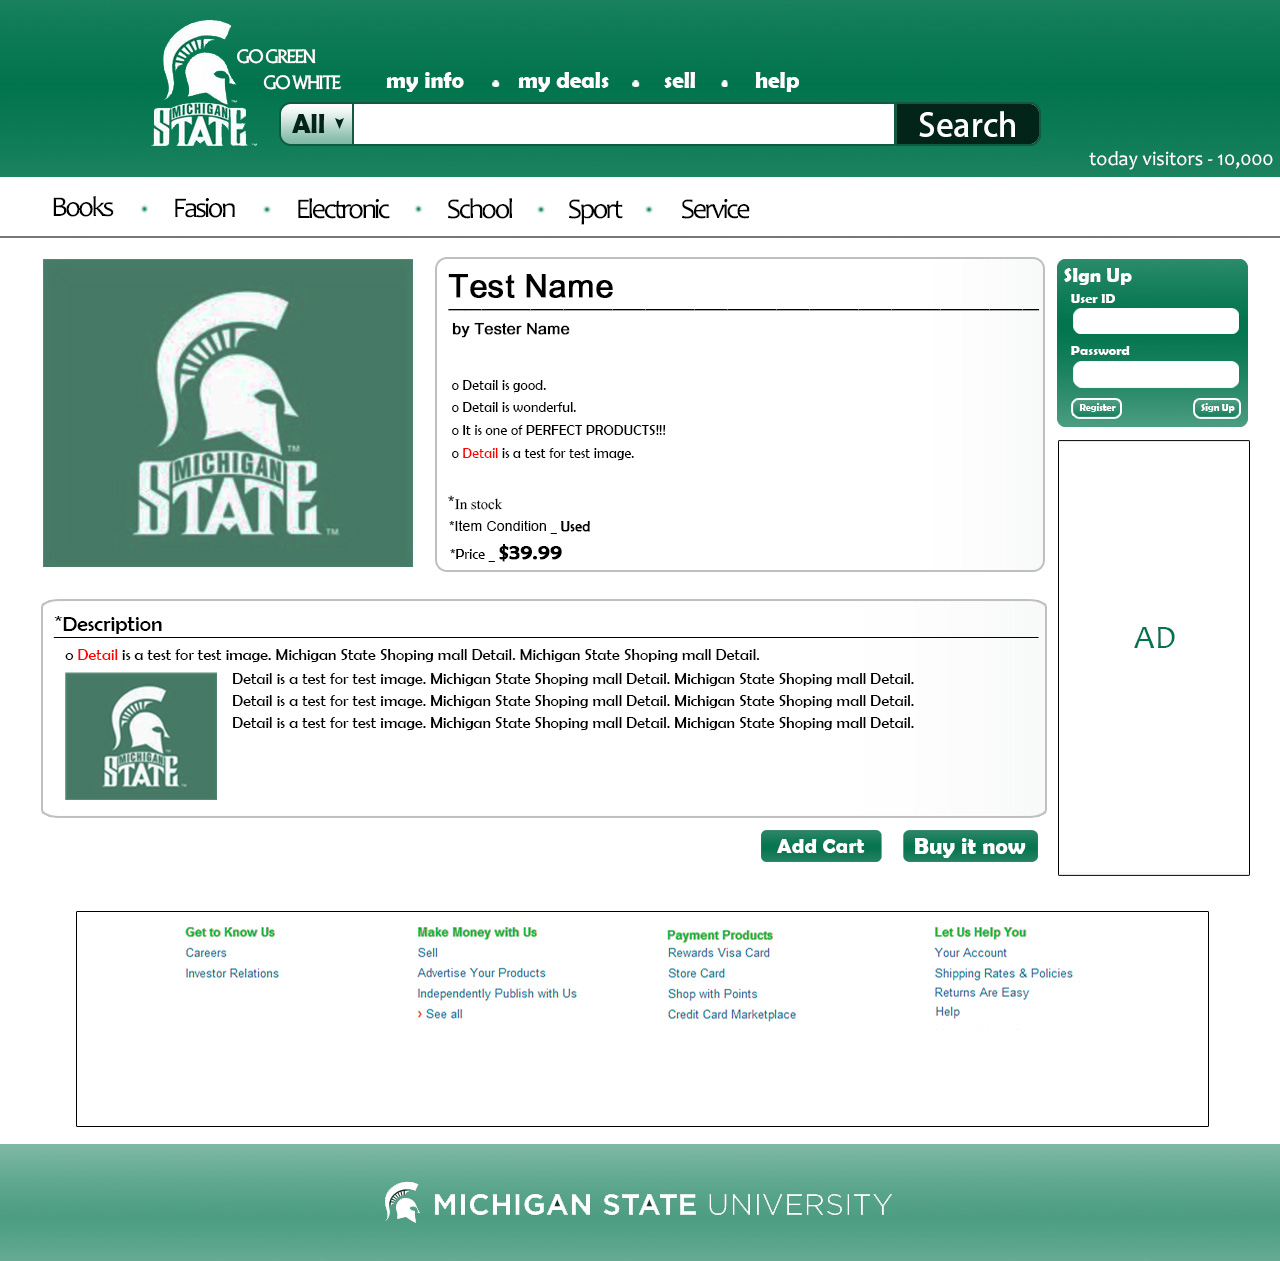 GO GREEN
GO WHITE
MICHIGAN
STATE
my info • my deals • sell • help
All
Search
today visitors - 10,000
Books • Fasion • Electronic • School • Sport • Service
MICHIGAN
STATE
TM
Test Name
by Tester Name
o Detail is good.
o Detail is wonderful.
o It is one of PERFECT PRODUCTS!!!
o Detail is a test for test image.
*In stock
*Item Condition _ Used
*Price _ $39.99
SIgn Up
User ID
Password
Register
Sign Up
AD
*Description
o Detail is a test for test image. Michigan State Shoping mall Detail. Michigan State Shoping mall Detail.
Detail is a test for test image. Michigan State Shoping mall Detail. Michigan State Shoping mall Detail.
Detail is a test for test image. Michigan State Shoping mall Detail. Michigan State Shoping mall Detail.
Detail is a test for test image. Michigan State Shoping mall Detail. Michigan State Shoping mall Detail.
MICHIGAN
STATE
Add Cart
Buy it now
Get to Know Us
Careers
Investor Relations
Make Money with Us
Sell
Advertise Your Products
Independently Publish with Us
› See all
Payment Products
Rewards Visa Card
Store Card
Shop with Points
Credit Card Marketplace
Let Us Help You
Your Account
Shipping Rates & Policies
Returns Are Easy
Help
MICHIGAN STATE UNIVERSITY